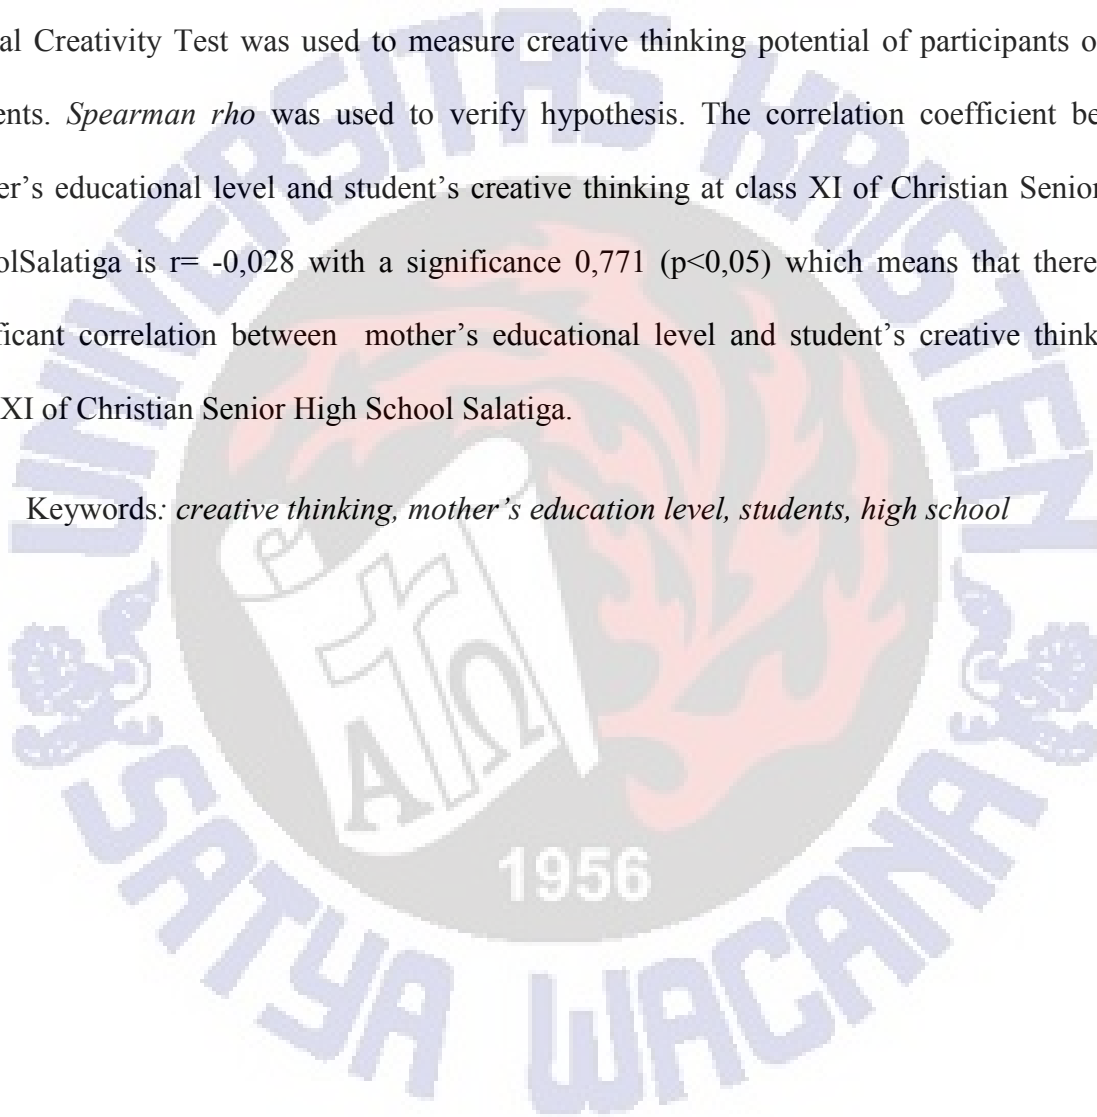 al Creativity Test was used to measure creative thinking potential of participants o
ents. Spearman rho was used to verify hypothesis. The correlation coefficient be
er’s educational level and student’s creative thinking at class XI of Christian Senior
olSalatiga is r= -0,028 with a significance 0,771 (p<0,05) which means that there
ficant correlation between mother’s educational level and student’s creative think
XI of Christian Senior High School Salatiga.
Keywords: creative thinking, mother’s education level, students, high school
UNIVERSITAS KRISTEN
Α Ω
1956
SATYA WACANA